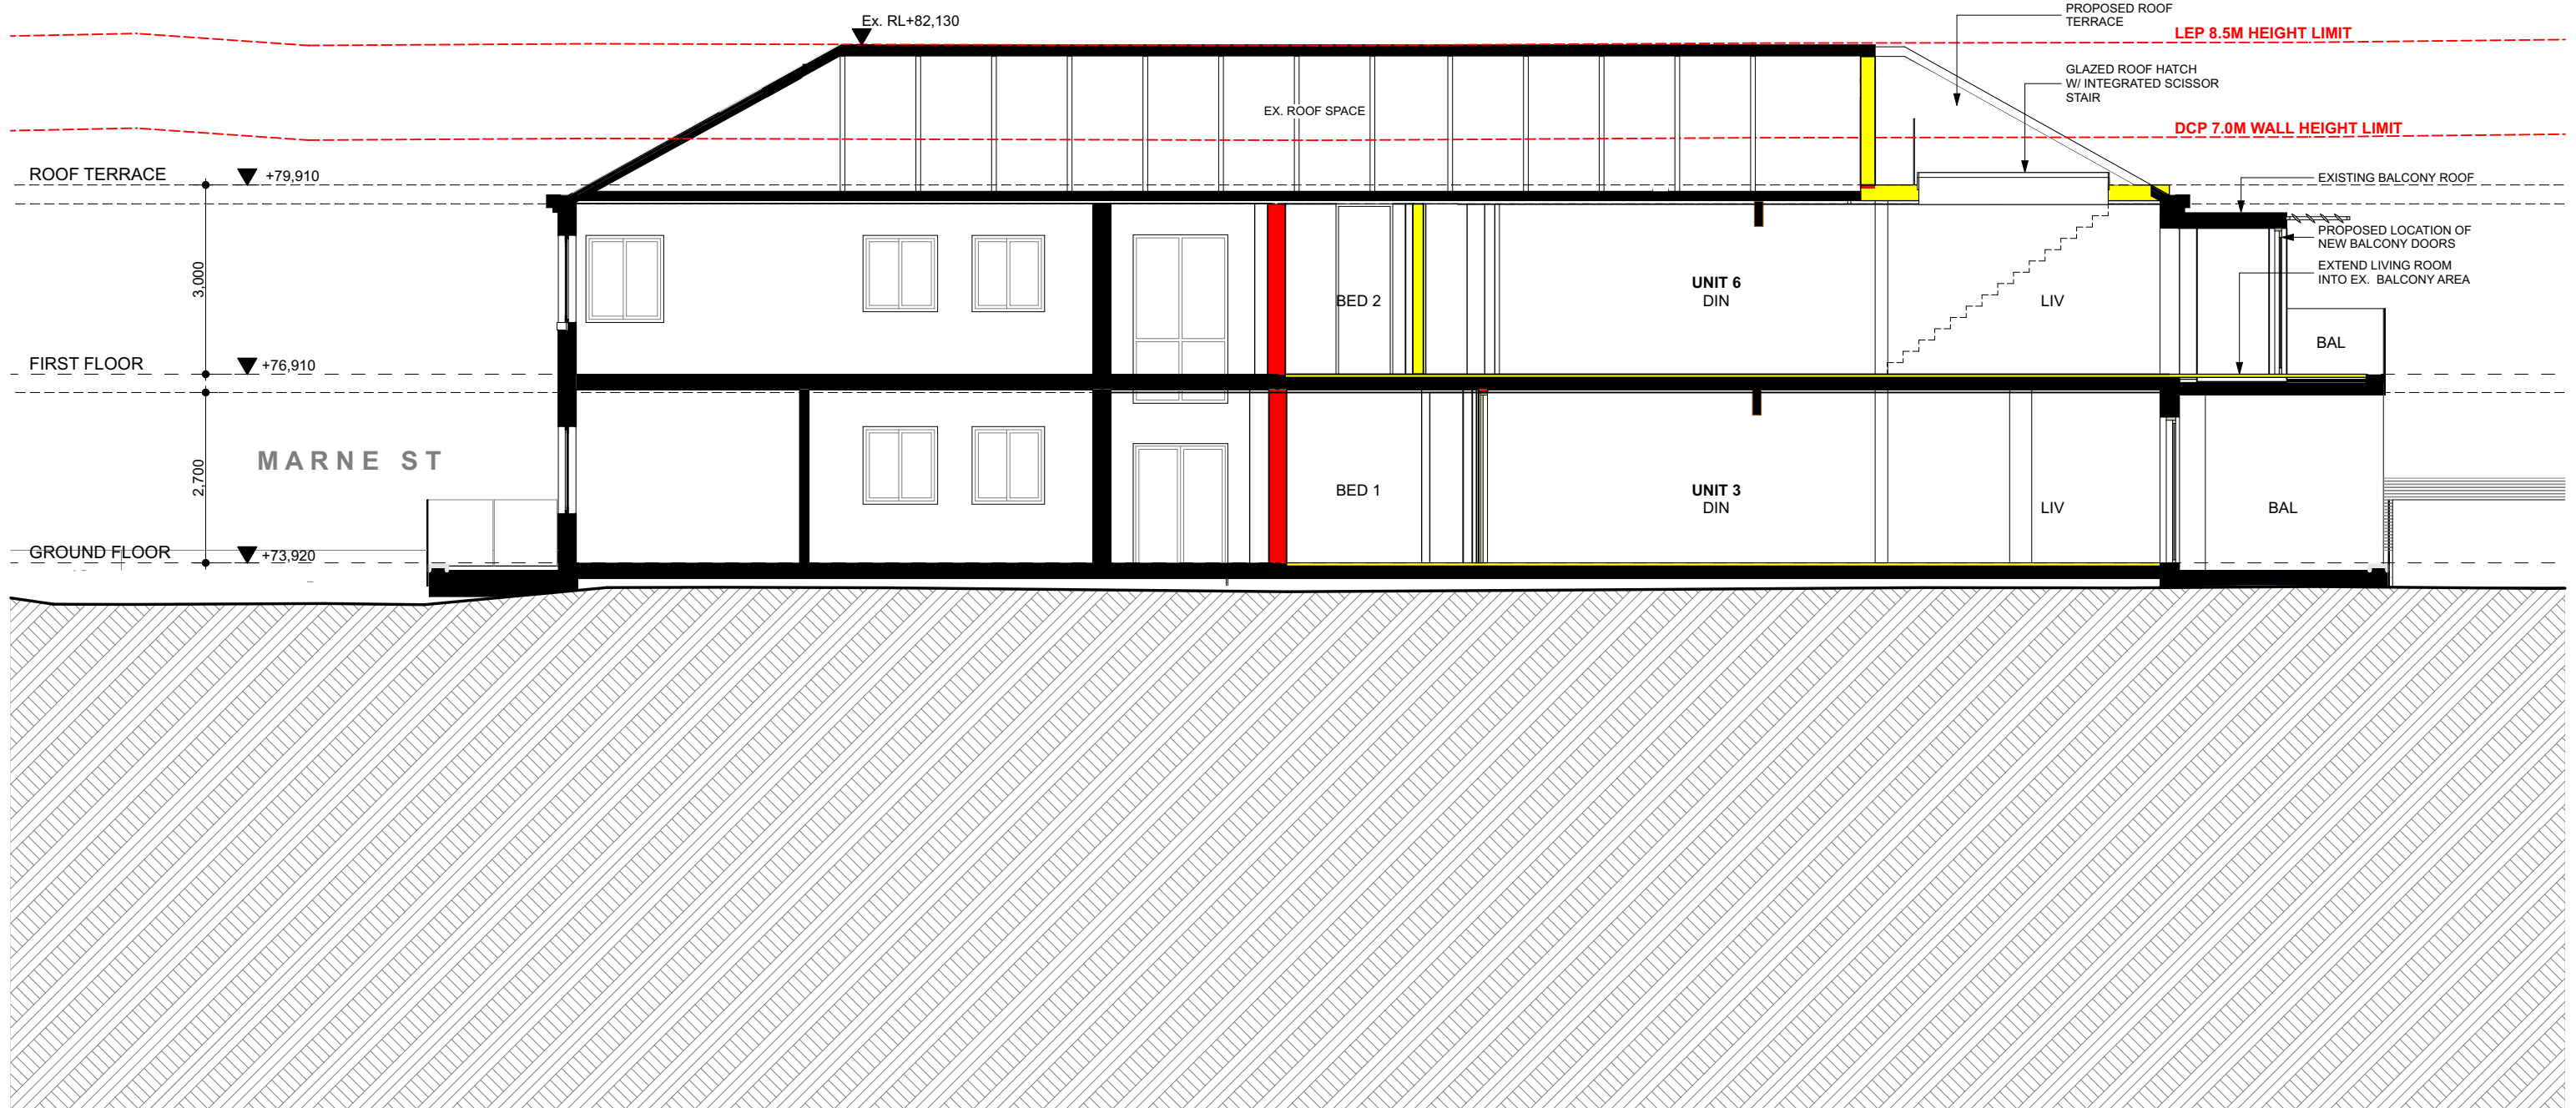 Ex. RL+82,130
PROPOSED ROOF
TERRACE
LEP 8.5M HEIGHT LIMIT
GLAZED ROOF HATCH
W/ INTEGRATED SCISSOR
STAIR
EX. ROOF SPACE
DCP 7.0M WALL HEIGHT LIMIT
ROOF TERRACE
+79,910
EXISTING BALCONY ROOF
PROPOSED LOCATION OF
NEW BALCONY DOORS
EXTEND LIVING ROOM
INTO EX. BALCONY AREA
3,000
UNIT 6
DIN
BED 2
LIV
BAL
FIRST FLOOR
+76,910
MARNE ST
2,700
BED 1
UNIT 3
DIN
LIV
BAL
GROUND FLOOR
+73,920